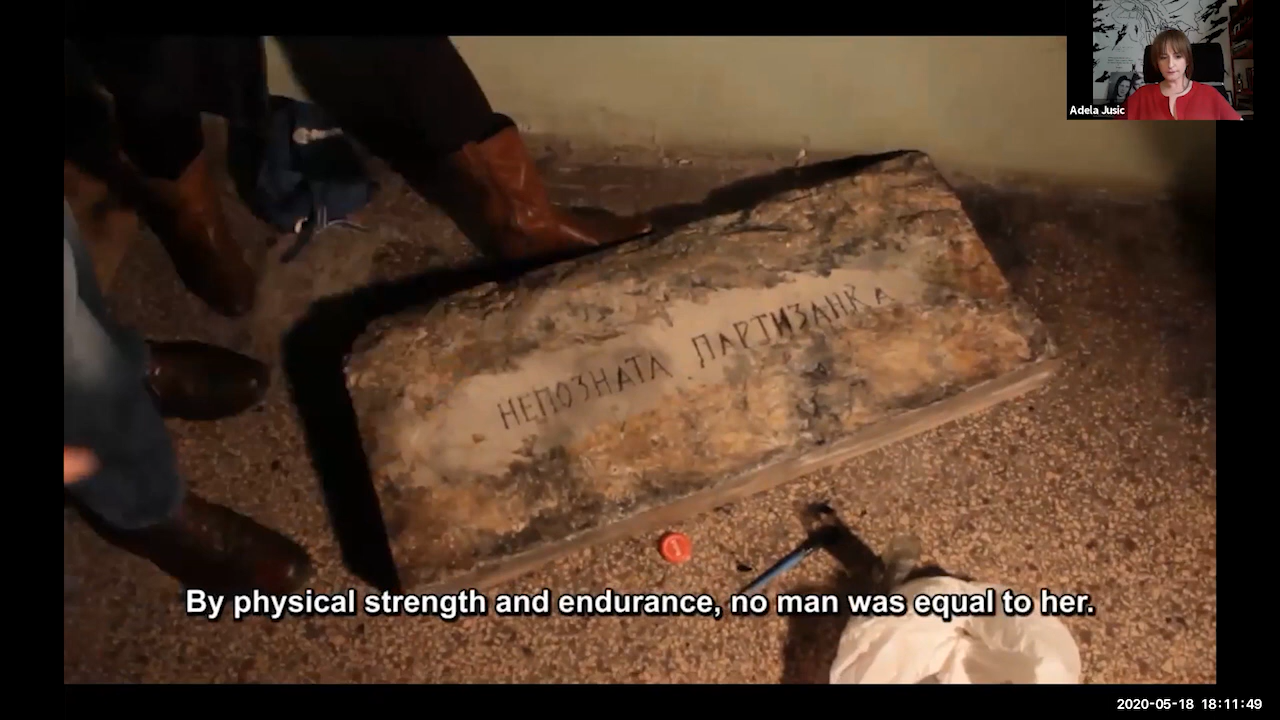 Adela Jusic
НЕПОЗНАТА ПАРТИЗАНКА
By physical strength and endurance, no man was equal to her.
2020-05-18 18:11:49